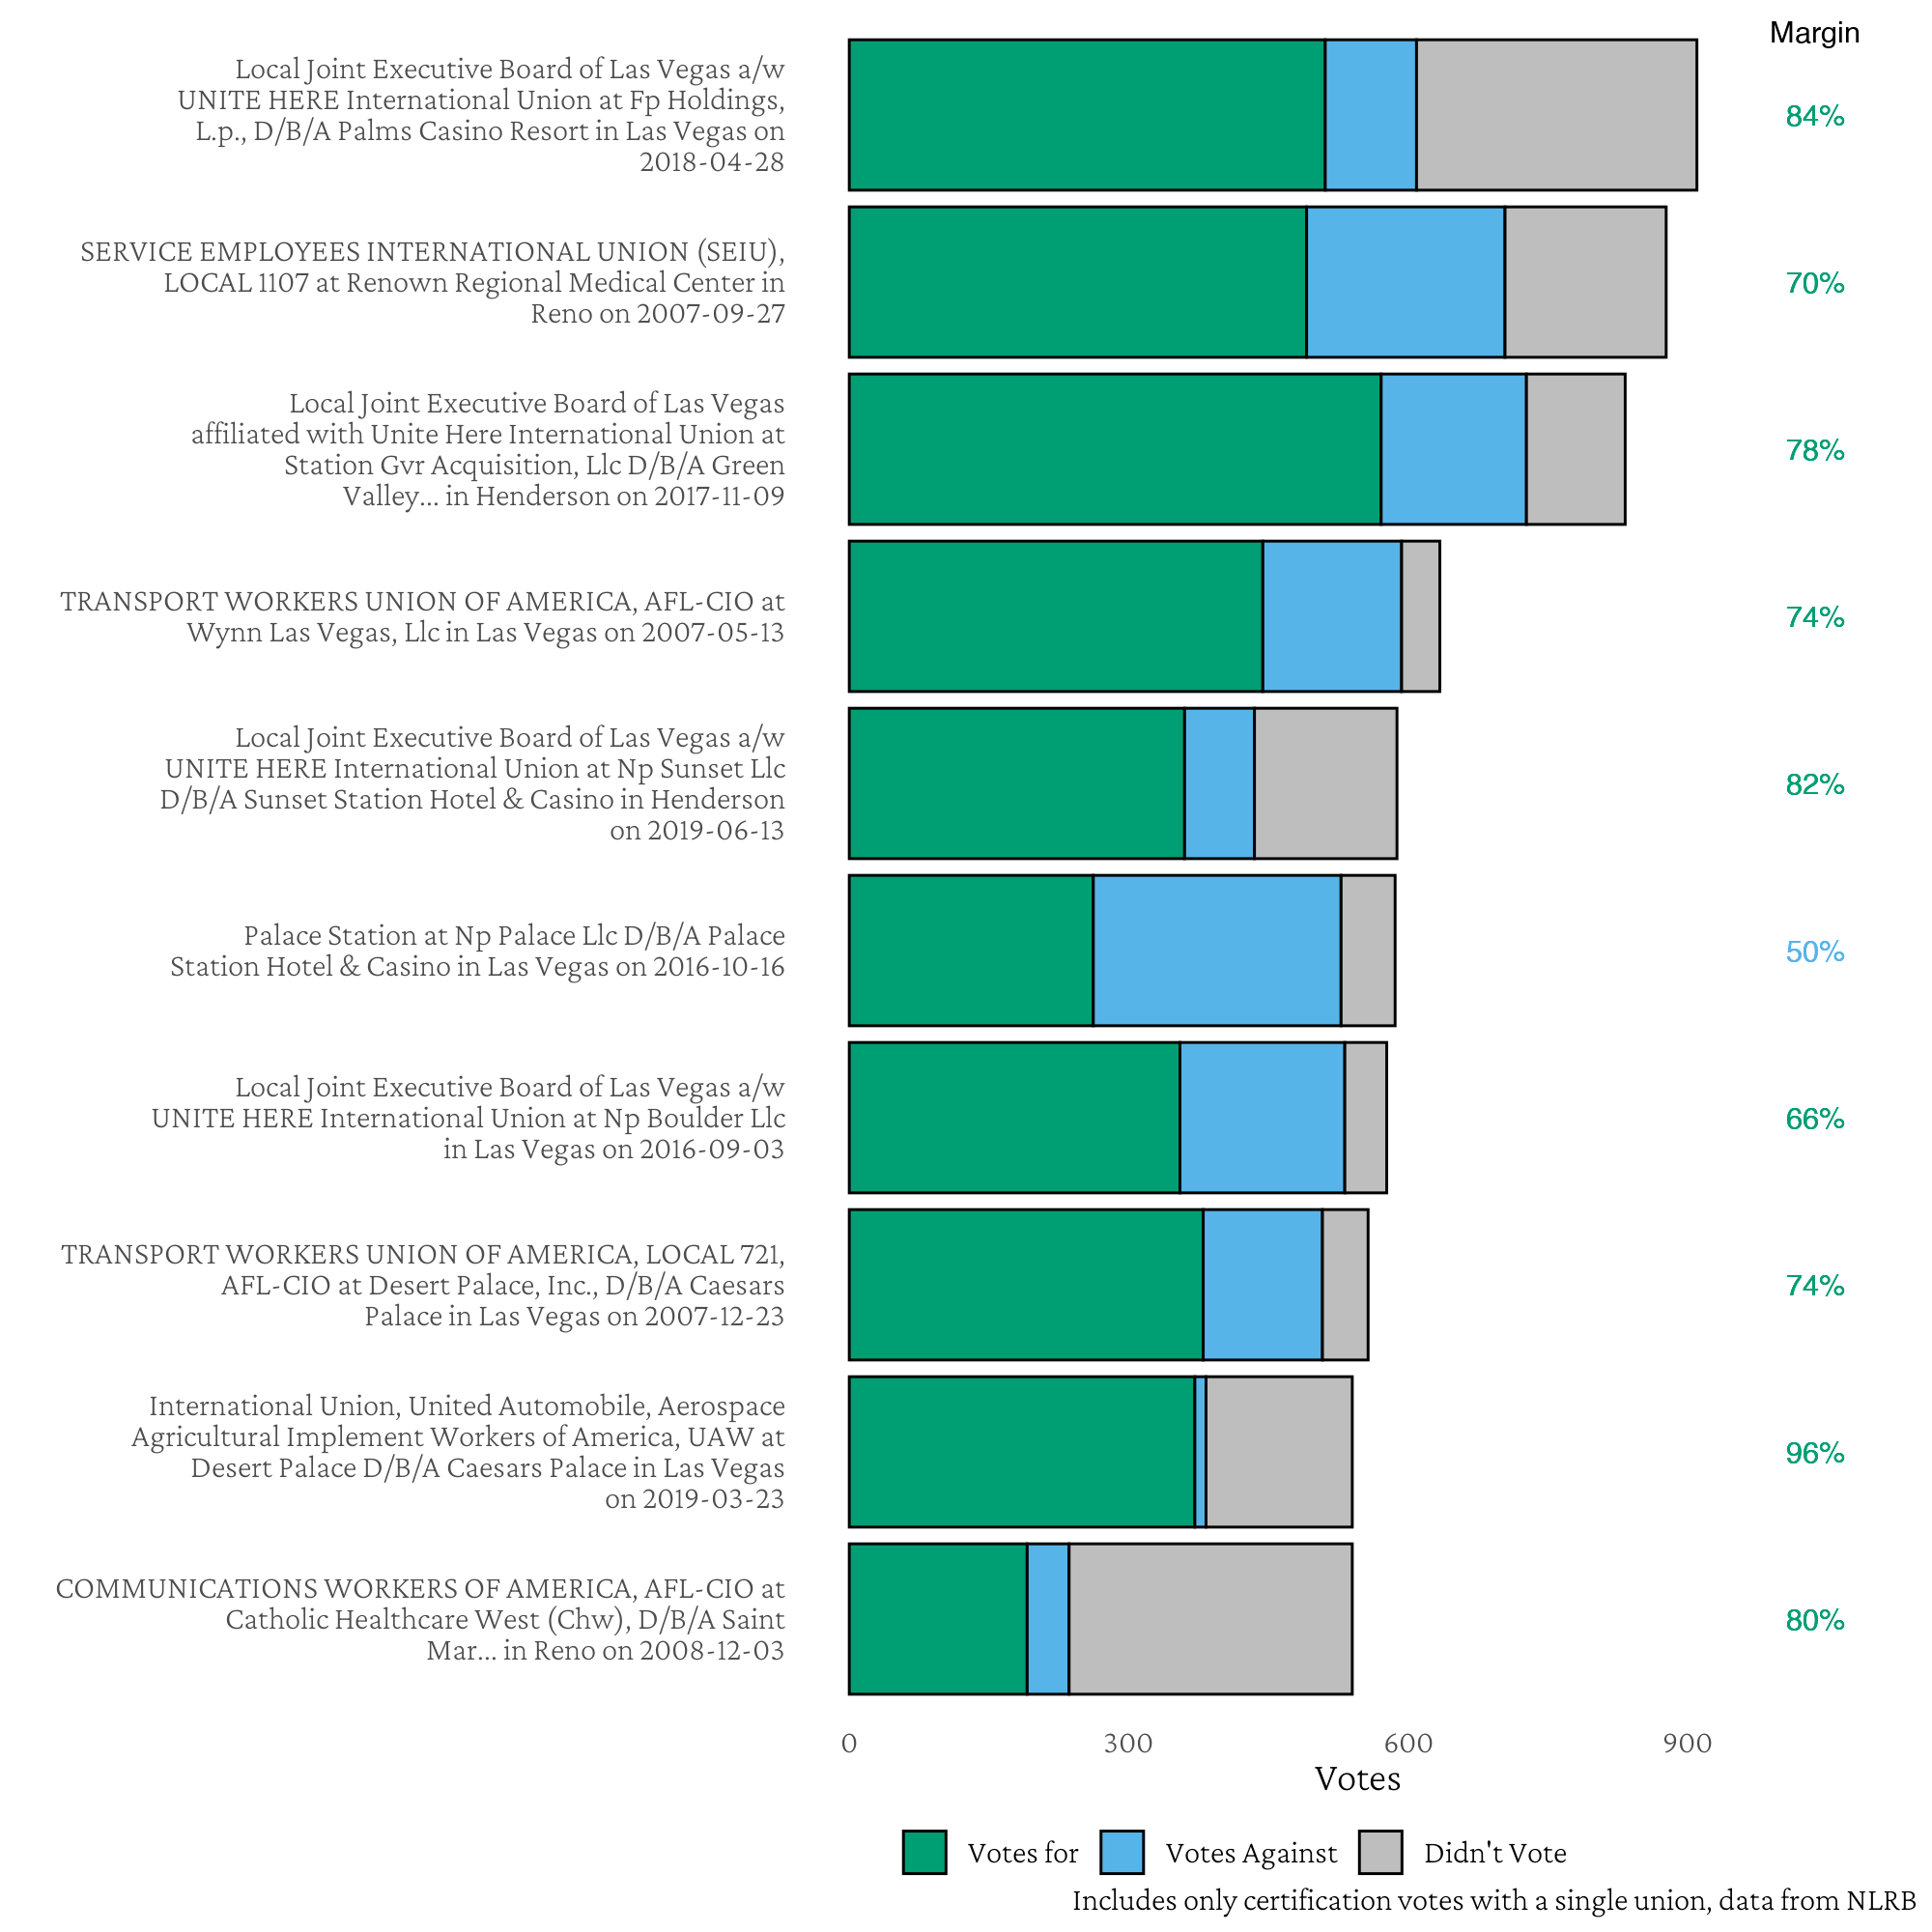 Margin
Local Joint Executive Board of Las Vegas a/w
UNITE HERE International Union at Fp Holdings,
L.p., D/B/A Palms Casino Resort in Las Vegas on
2018-04-28
84%
SERVICE EMPLOYEES INTERNATIONAL UNION (SEIU),
LOCAL 1107 at Renown Regional Medical Center in
Reno on 2007-09-27
70%
Local Joint Executive Board of Las Vegas
affiliated with Unite Here International Union at
Station Gvr Acquisition, Llc D/B/A Green
Valley... in Henderson on 2017-11-09
78%
TRANSPORT WORKERS UNION OF AMERICA, AFL-CIO at
Wynn Las Vegas, Llc in Las Vegas on 2007-05-13
74%
Local Joint Executive Board of Las Vegas a/w
UNITE HERE International Union at Np Sunset Llc
D/B/A Sunset Station Hotel & Casino in Henderson
on 2019-06-13
82%
Palace Station at Np Palace Llc D/B/A Palace
Station Hotel & Casino in Las Vegas on 2016-10-16
50%
Local Joint Executive Board of Las Vegas a/w
UNITE HERE International Union at Np Boulder Llc
in Las Vegas on 2016-09-03
66%
TRANSPORT WORKERS UNION OF AMERICA, LOCAL 721,
AFL-CIO at Desert Palace, Inc., D/B/A Caesars
Palace in Las Vegas on 2007-12-23
74%
International Union, United Automobile, Aerospace
Agricultural Implement Workers of America, UAW at
Desert Palace D/B/A Caesars Palace in Las Vegas
on 2019-03-23
96%
COMMUNICATIONS WORKERS OF AMERICA, AFL-CIO at
Catholic Healthcare West (Chw), D/B/A Saint
Mar... in Reno on 2008-12-03
80%
0 300 600 900
Votes
Votes for Votes Against Didn't Vote
Includes only certification votes with a single union, data from NLRB